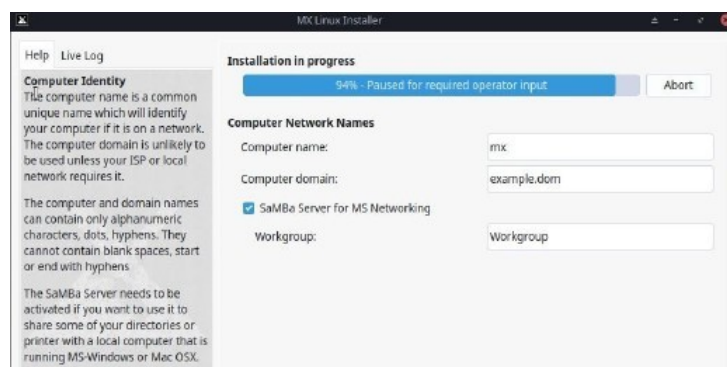 MX Linux Installer
Help Live Log
Computer Identity
The computer name is a common
unique name which will identify
your computer if it is on a network.
The computer domain is unlikely to
be used unless your ISP or local
network requires it.
The computer and domain names
can contain only alphanumeric
characters, dots, hyphens. They
cannot contain blank spaces, start
or end with hyphens
The SaMBa Server needs to be
activated if you want to use it to
share some of your directories or
printer with a local computer that is
running MS-Windows or Mac OSX.
Installation in progress
94% - Paused for required operator input Abort
Computer Network Names
Computer name: mx
Computer domain: example.dom
SaMBa Server for MS Networking
Workgroup: Workgroup